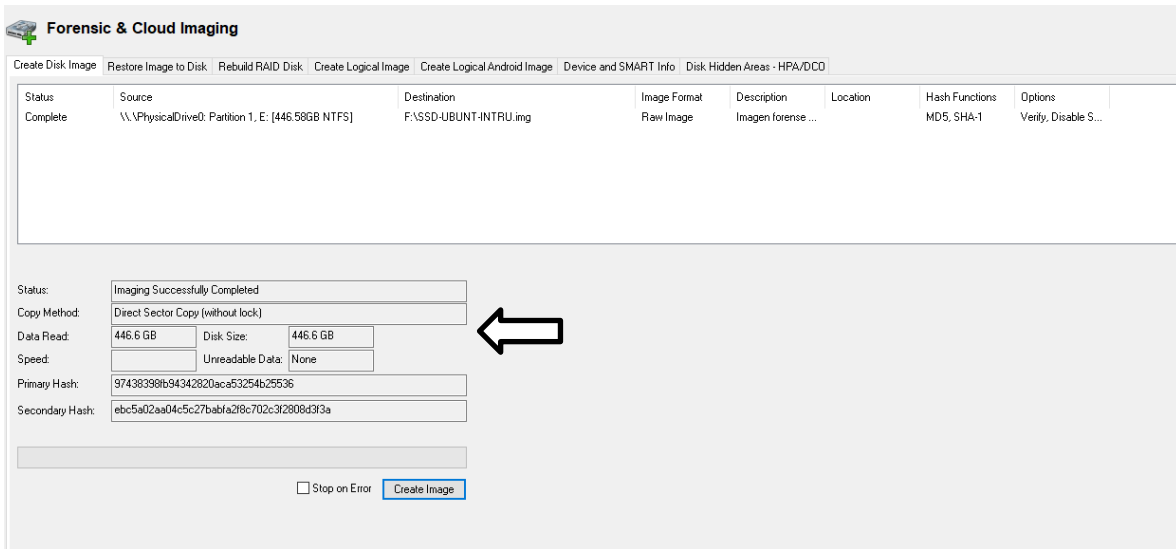 Forensic & Cloud Imaging
Create Disk Image Restore Image to Disk Rebuild RAID Disk Create Logical Image Create Logical Android Image Device and SMART Info Disk Hidden Areas - HPA/DCO
Status Source Destination Image Format Description Location Hash Functions Options
Complete \\.\PhysicalDrive0: Partition 1, E: [446.58GB NTFS] F:\SSD-UBUNT-INTRU.img Raw Image Imagen forense ... MD5, SHA-1 Verify, Disable S...
Status: Imaging Successfully Completed
Copy Method: Direct Sector Copy (without lock)
Data Read: 446.6 GB Disk Size: 446.6 GB
Speed: Unreadable Data: None
Primary Hash: 97438398fb94342820aca53254b25536
Secondary Hash: ebc5a02aa04c5c27babfa2f8c702c3f2808d3f3a
Stop on Error Create Image